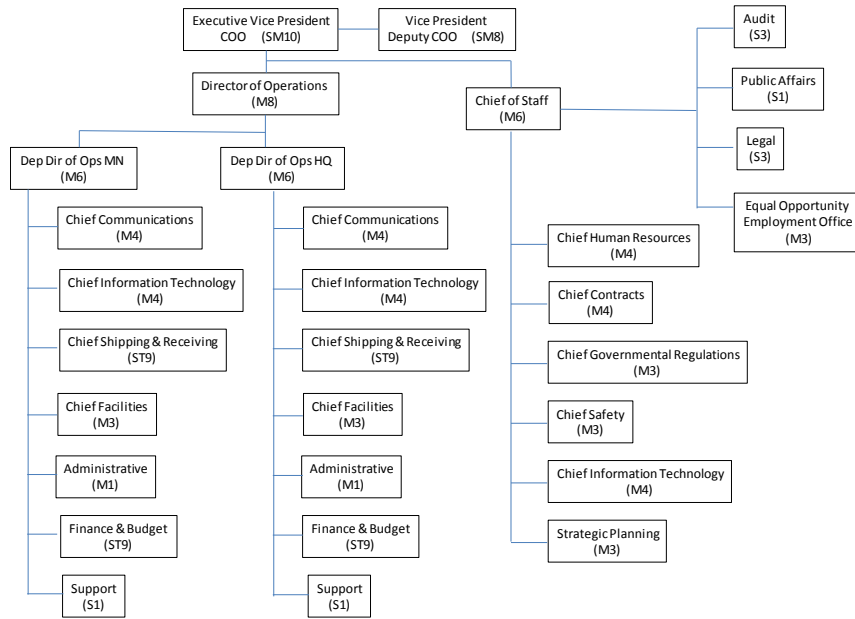 Executive Vice President
COO (SM10)
Vice President
Deputy COO (SM8)
Director of Operations
(M8)
Chief of Staff
(M6)
Audit
(S3)
Public Affairs
(S1)
Legal
(S3)
Equal Opportunity
Employment Office
(M3)
Dep Dir of Ops MN
(M6)
Chief Communications
(M4)
Chief Information Technology
(M4)
Chief Shipping & Receiving
(ST9)
Chief Facilities
(M3)
Administrative
(M1)
Finance & Budget
(ST9)
Support
(S1)
Dep Dir of Ops HQ
(M6)
Chief Communications
(M4)
Chief Information Technology
(M4)
Chief Shipping & Receiving
(ST9)
Chief Facilities
(M3)
Administrative
(M1)
Finance & Budget
(ST9)
Support
(S1)
Chief Human Resources
(M4)
Chief Contracts
(M4)
Chief Governmental Regulations
(M3)
Chief Safety
(M3)
Chief Information Technology
(M4)
Strategic Planning
(M3)